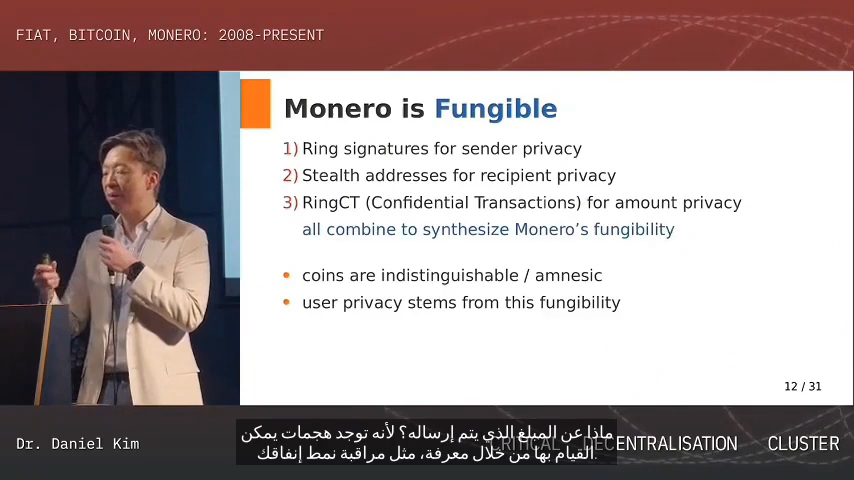 FIAT, BITCOIN, MONERO: 2008-PRESENT
Monero is Fungible
1) Ring signatures for sender privacy
2) Stealth addresses for recipient privacy
3) RingCT (Confidential Transactions) for amount privacy
all combine to synthesize Monero’s fungibility
• coins are indistinguishable / amnesic
• user privacy stems from this fungibility
12 / 31
Dr. Daniel Kim
CRITICAL DECENTRALISATION CLUSTER
ماذا عن المبلغ الذي يتم إرساله؟ لأنه توجد هجمات يمكن
القيام بها من خلال معرفة، مثل مراقبة نمط إنفاقك.